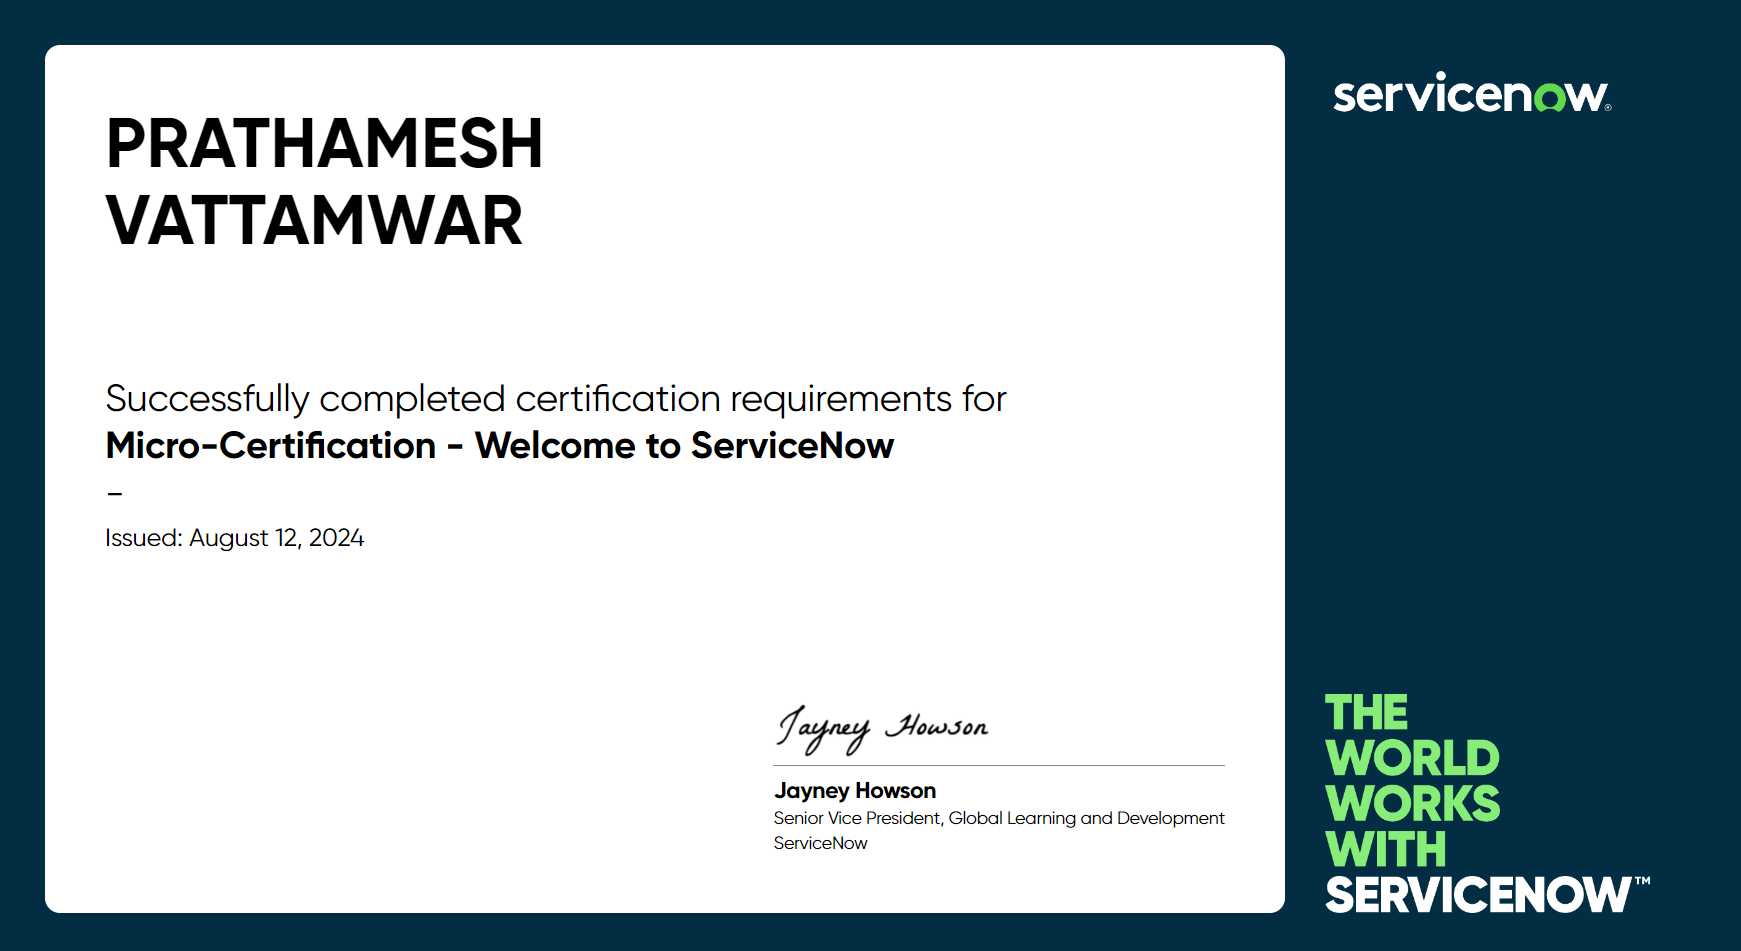 PRATHAMESH
VATTAMWAR
Successfully completed certification requirements for
Micro-Certification - Welcome to ServiceNow
–
Issued: August 12, 2024
Jayney Howson
Jayney Howson
Senior Vice President, Global Learning and Development
ServiceNow
servicenow®
THE
WORLD
WORKS
WITH
SERVICENOW™